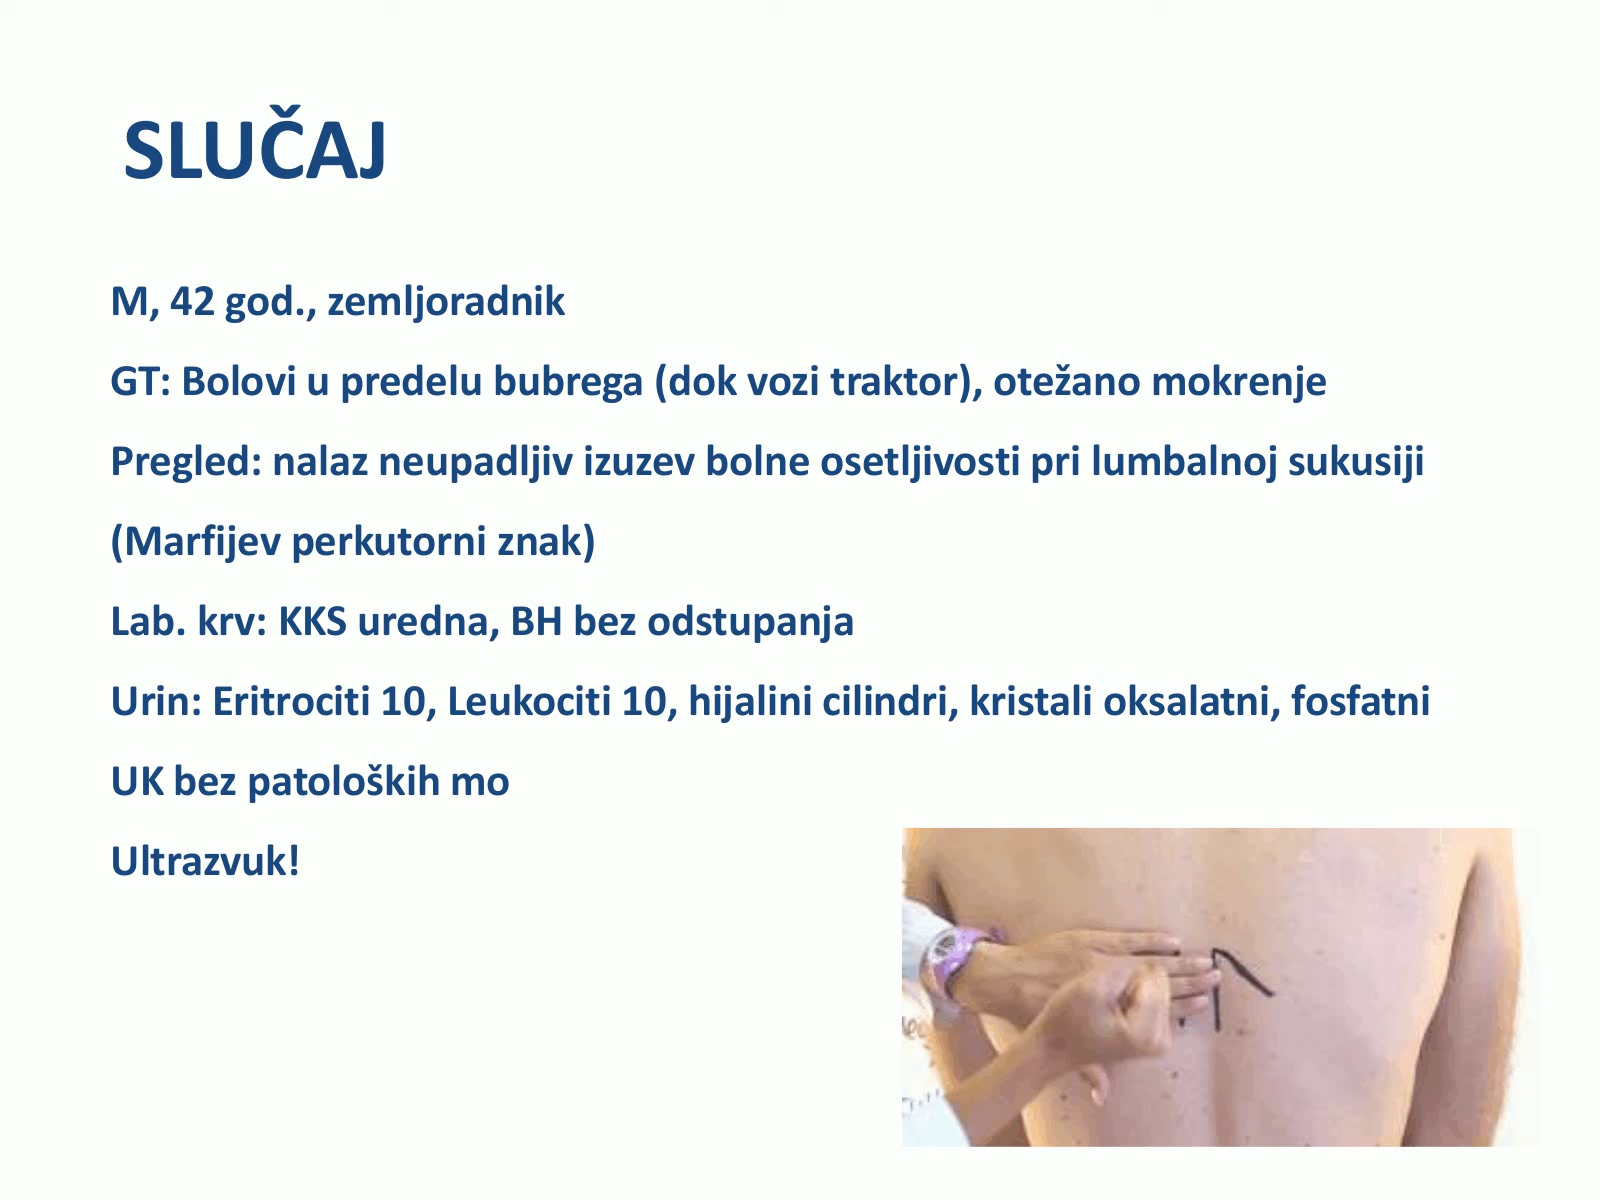 SLUČAJ
M, 42 god., zemljoradnik
GT: Bolovi u predelu bubrega (dok vozi traktor), otežano mokrenje
Pregled: nalaz neupadljiv izuzev bolne osetljivosti pri lumbalnoj sukusiji
(Marfijev perkutorni znak)
Lab. krv: KKS uredna, BH bez odstupanja
Urin: Eritrociti 10, Leukociti 10, hijalini cilindri, kristali oksalatni, fosfatni
UK bez patoloških mo
Ultrazvuk!